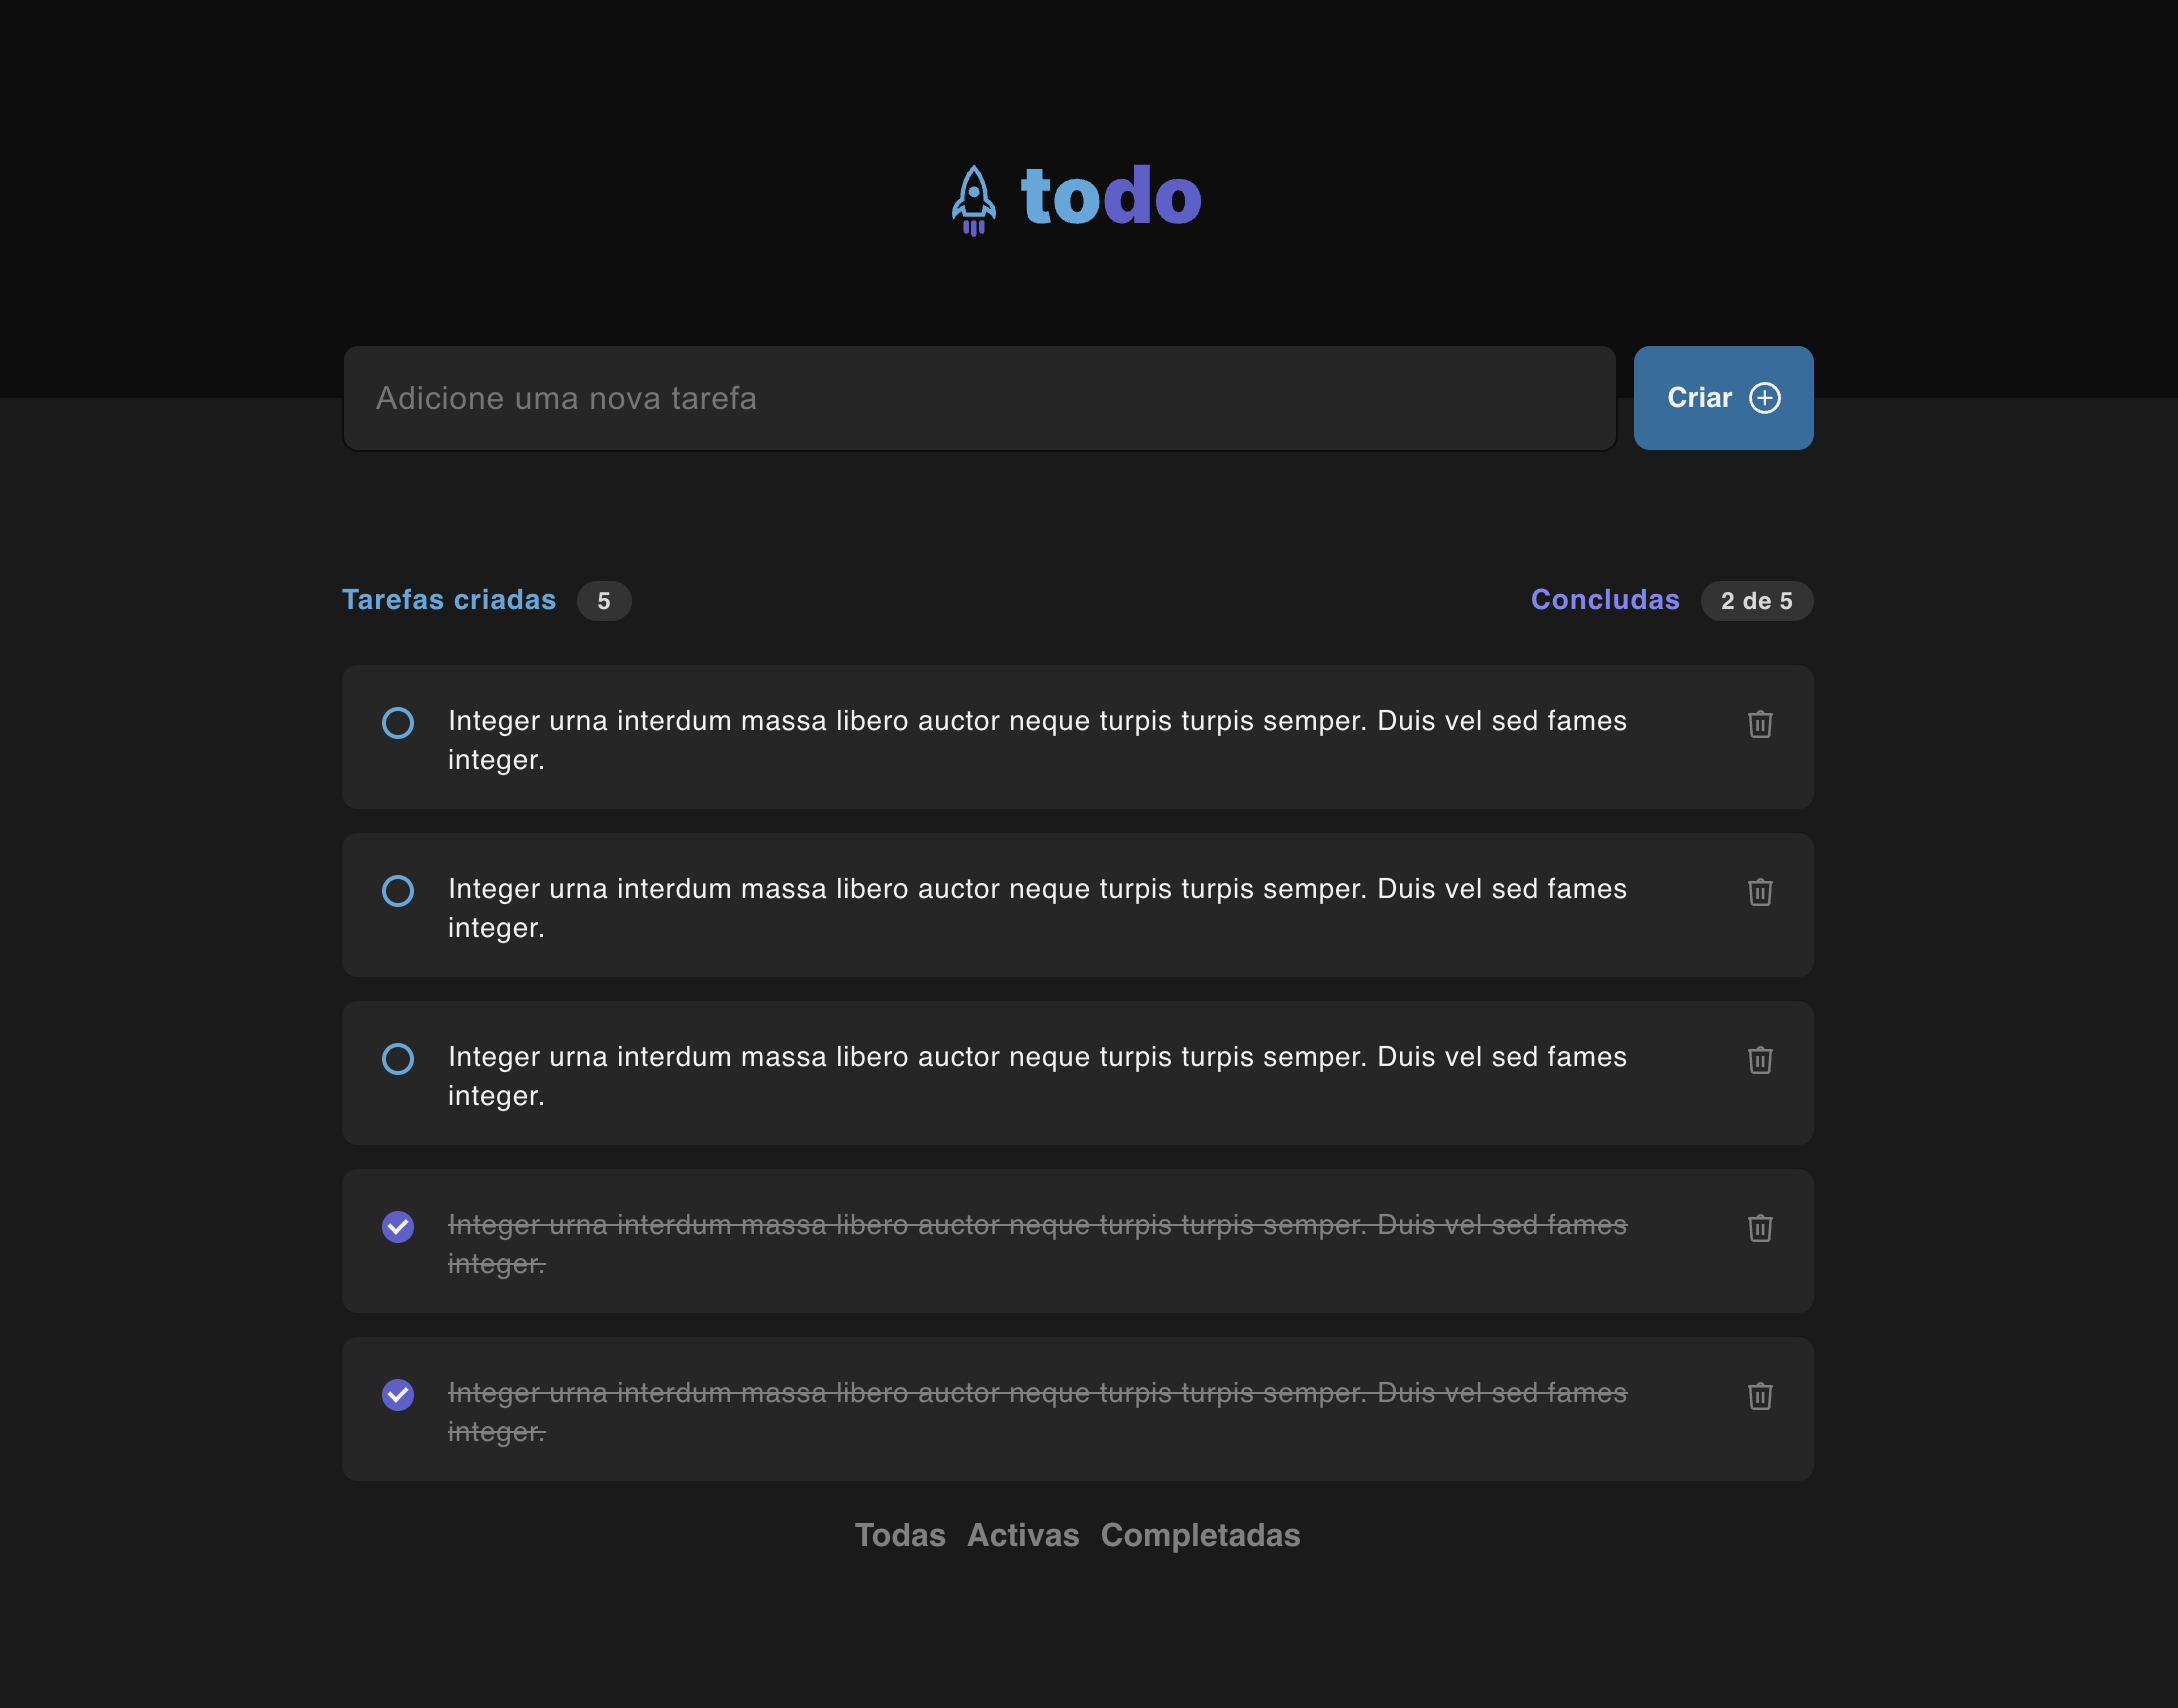 todo
Adicione uma nova tarefa
Criar
Tarefas criadas 5
Concludas 2 de 5
Integer urna interdum massa libero auctor neque turpis turpis semper. Duis vel sed fames
integer.
Integer urna interdum massa libero auctor neque turpis turpis semper. Duis vel sed fames
integer.
Integer urna interdum massa libero auctor neque turpis turpis semper. Duis vel sed fames
integer.
Integer urna interdum massa libero auctor neque turpis turpis semper. Duis vel sed fames
integer.
Integer urna interdum massa libero auctor neque turpis turpis semper. Duis vel sed fames
integer.
Todas Activas Completadas